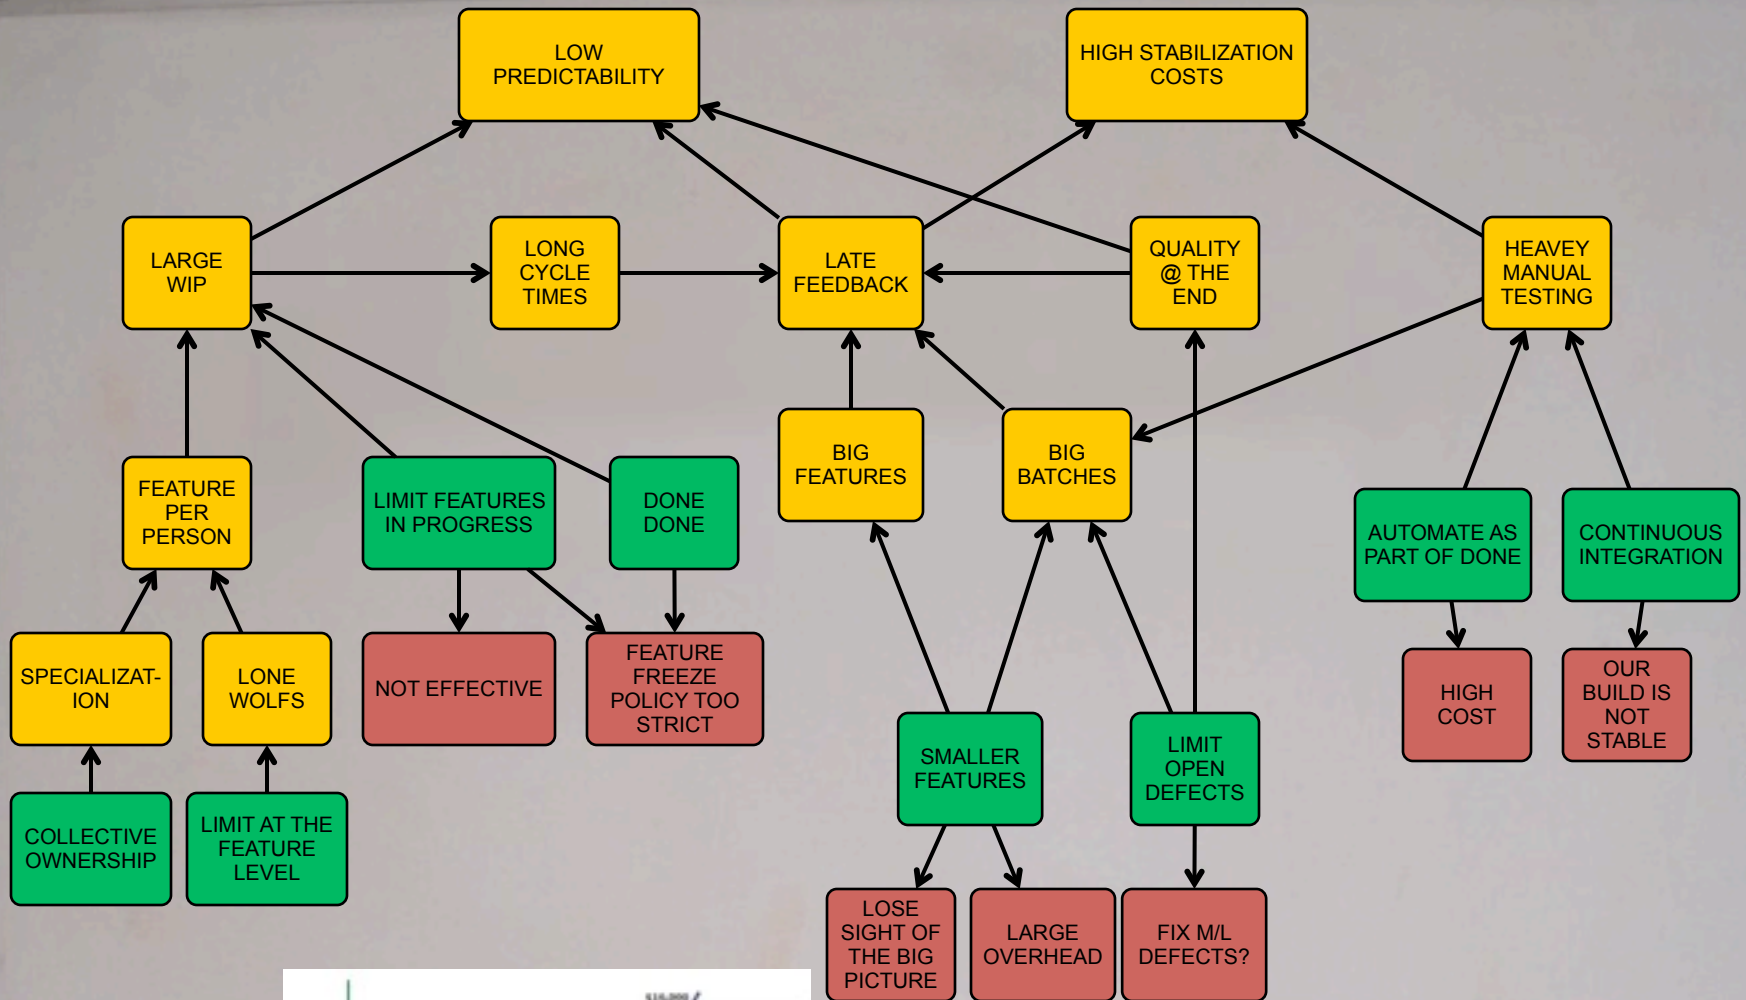 LOW
PREDICTABILITY
HIGH STABILIZATION
COSTS
LARGE
WIP
LONG
CYCLE
TIMES
LATE
FEEDBACK
QUALITY
@ THE
END
HEAVEY
MANUAL
TESTING
FEATURE
PER
PERSON
LIMIT FEATURES
IN PROGRESS
DONE
DONE
BIG
FEATURES
BIG
BATCHES
AUTOMATE AS
PART OF DONE
CONTINUOUS
INTEGRATION
SPECIALIZAT-
ION
LONE
WOLFS
NOT EFFECTIVE
FEATURE
FREEZE
POLICY TOO
STRICT
HIGH
COST
OUR
BUILD IS
NOT
STABLE
SMALLER
FEATURES
LIMIT
OPEN
DEFECTS
COLLECTIVE
OWNERSHIP
LIMIT AT THE
FEATURE
LEVEL
LOSE
SIGHT OF
THE BIG
PICTURE
LARGE
OVERHEAD
FIX M/L
DEFECTS?